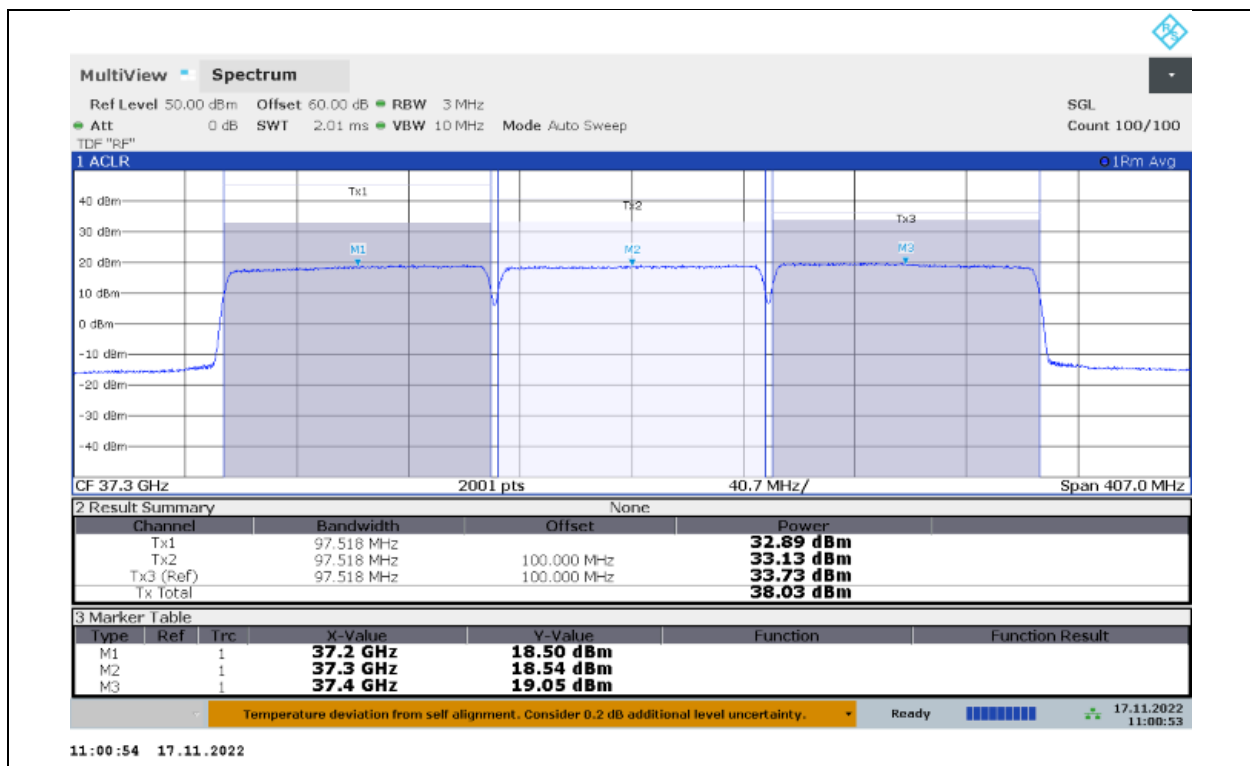 R S
MultiView Spectrum
Ref Level 50.00 dBm Offset 60.00 dB RBW 3 MHz SGL
Att 0 dB SWT 2.01 ms VBW 10 MHz Mode Auto Sweep Count 100/100
TDF "RF"
1 ACLR 1Rm Avg
Tx1
40 dBm
Tx2
Tx3
30 dBm
M1 M2 M3
20 dBm
10 dBm
0 dBm
-10 dBm
-20 dBm
-30 dBm
-40 dBm
CF 37.3 GHz 2001 pts 40.7 MHz/ Span 407.0 MHz
2 Result Summary None
Channel Bandwidth Offset Power
Tx1 97.518 MHz 32.89 dBm
Tx2 97.518 MHz 100.000 MHz 33.13 dBm
Tx3 (Ref) 97.518 MHz 100.000 MHz 33.73 dBm
Tx Total 38.03 dBm
3 Marker Table
Type Ref Trc X-Value Y-Value Function Function Result
M1 1 37.2 GHz 18.50 dBm
M2 1 37.3 GHz 18.54 dBm
M3 1 37.4 GHz 19.05 dBm
Temperature deviation from self alignment. Consider 0.2 dB additional level uncertainty. Ready 17.11.2022
11:00:53
11:00:54 17.11.2022